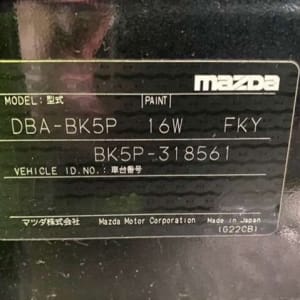 mazda
MODEL: 型式 PAINT
DBA-BK5P 16W FKY
BK5P-318561
VEHICLE ID.NO.: 車台番号
マツダ株式会社 Mazda Motor Corporation Made in Japan
(G22CB)